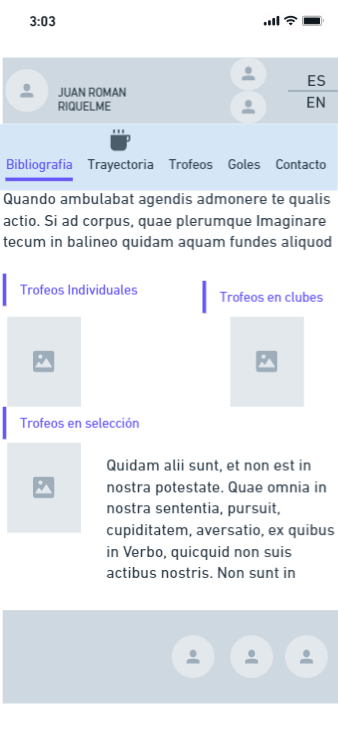 3:03
JUAN ROMAN
RIQUELME
ES
EN
Bibliografia Trayectoria Trofeos Goles Contacto
Quando ambulabat agendis admonere te qualis
actio. Si ad corpus, quae plerumque Imaginare
tecum in balineo quidam aquam fundes aliquod
Trofeos Individuales
Trofeos en clubes
Trofeos en selección
Quidam alii sunt, et non est in
nostra potestate. Quae omnia in
nostra sententia, pursuit,
cupiditatem, aversatio, ex quibus
in Verbo, quicquid non suis
actibus nostris. Non sunt in